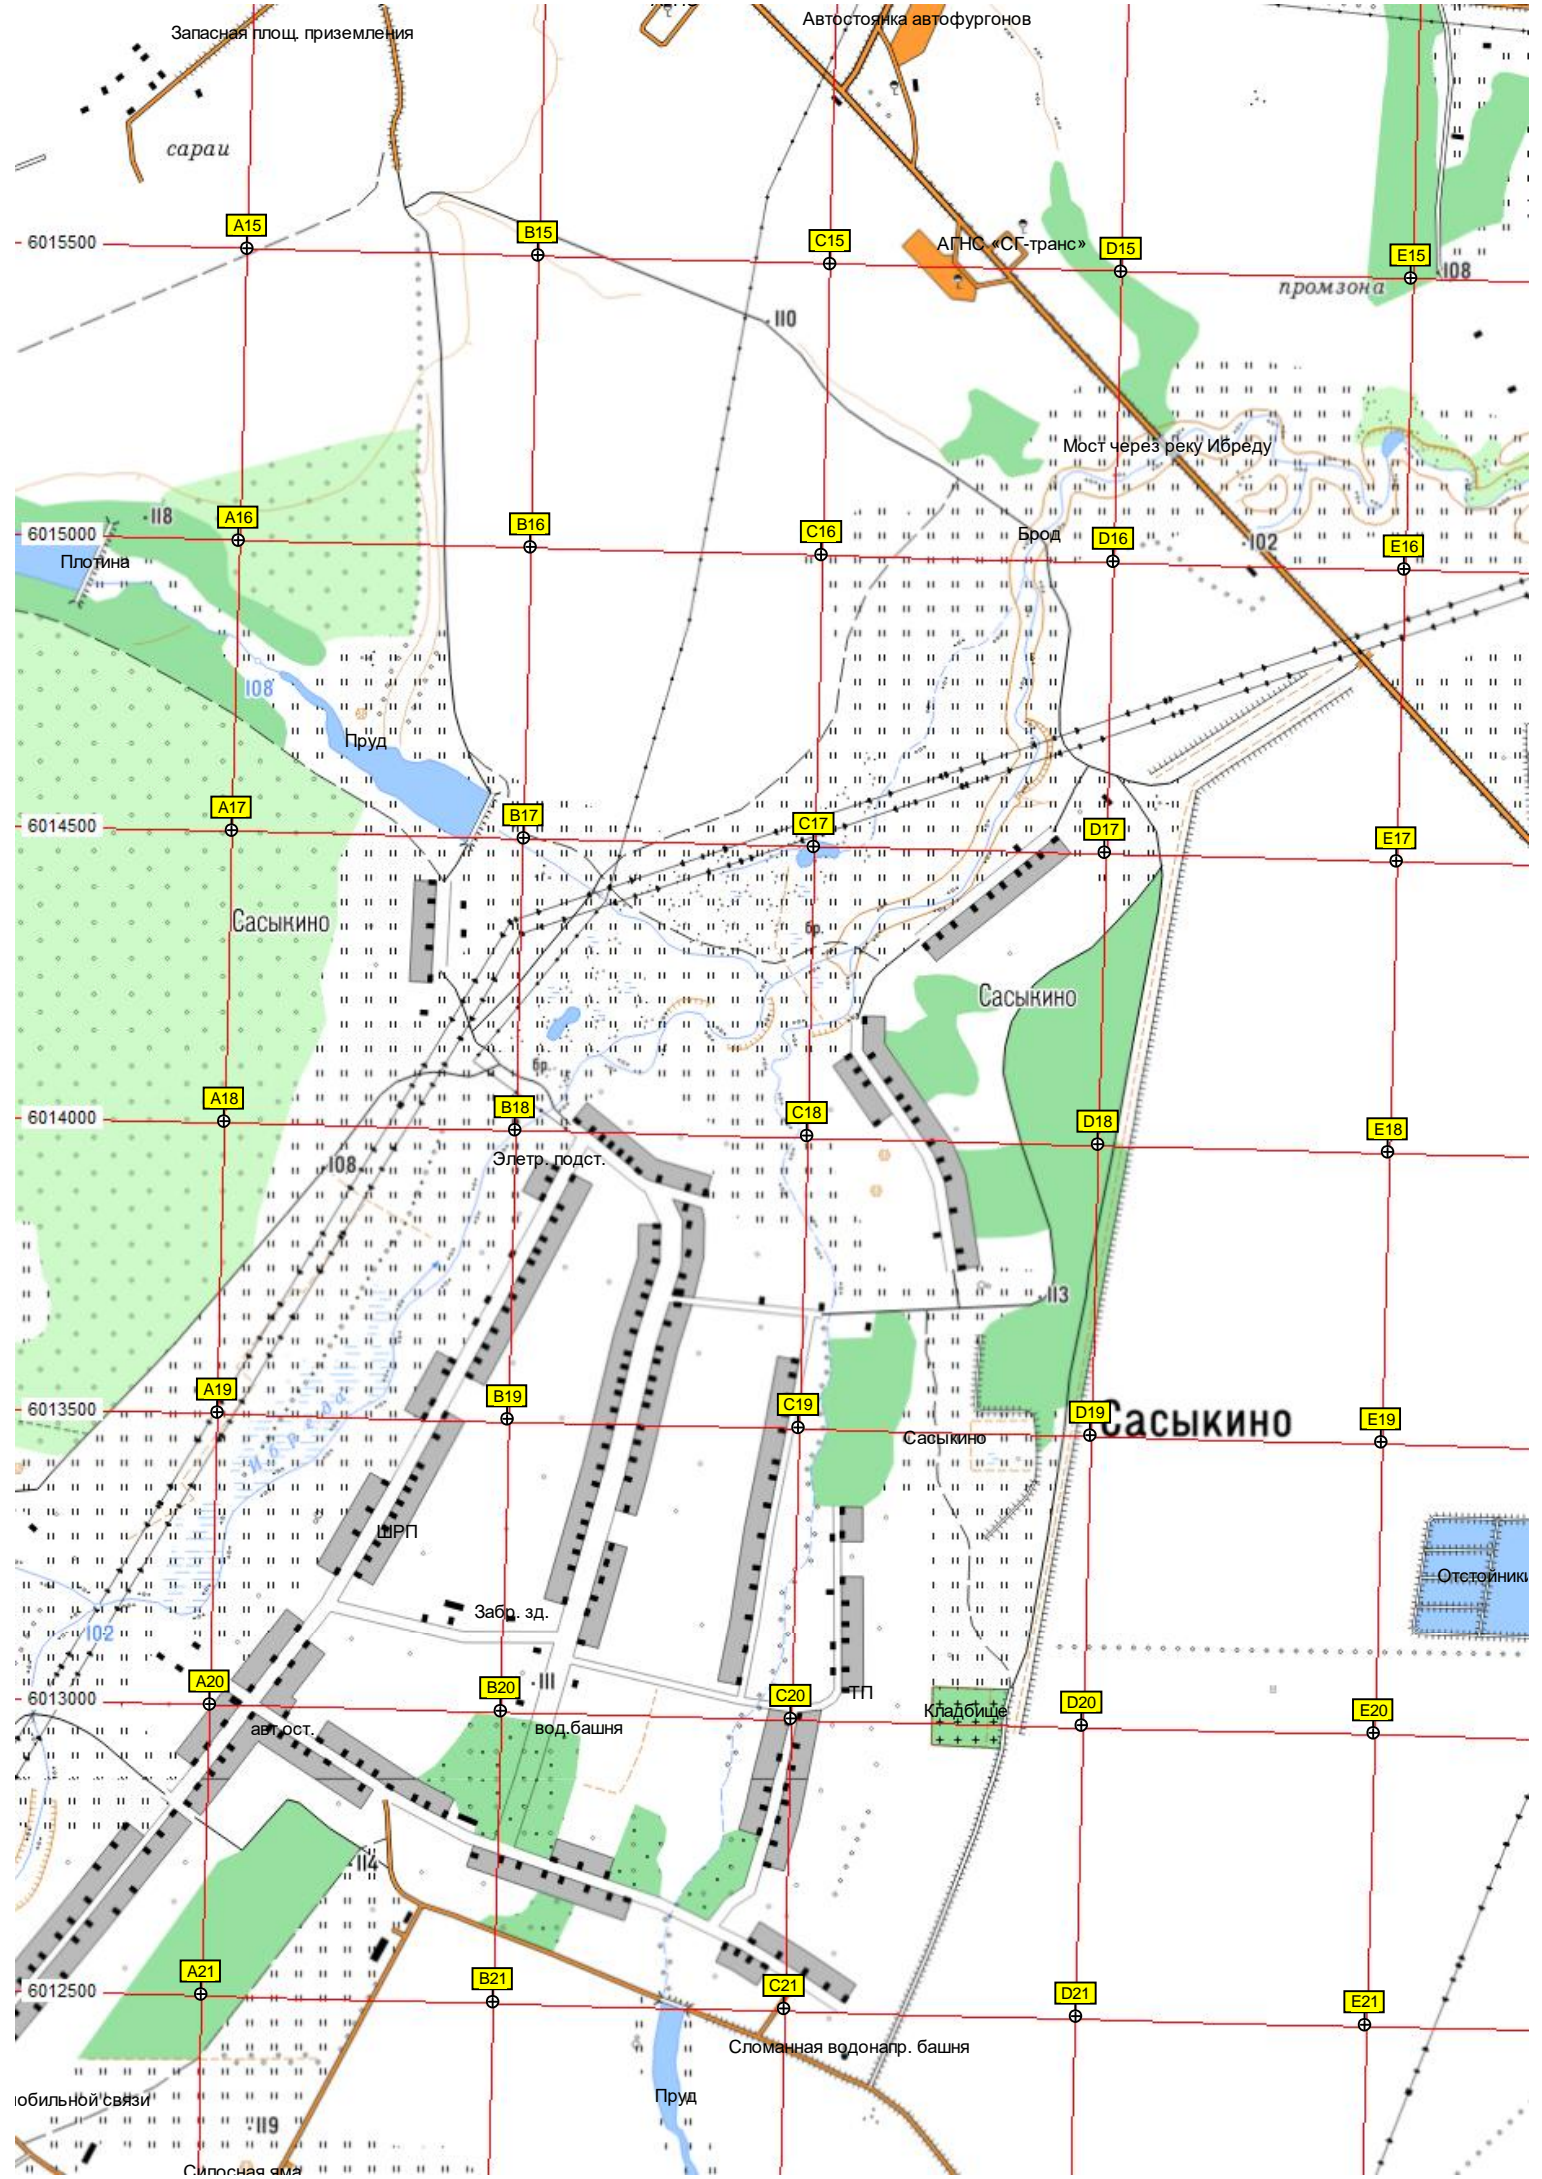 Автостоянка автофургонов
Запасная площ. приземления
сараи
A15
B15
C15
D15
E15
6015500
АГНС «СГ-транс»
108
промзона
110
Мост через реку Ибреду
118
A16
B16
C16
D16
E16
6015000
Брод
102
Плотина
108
Пруд
A17
B17
C17
D17
E17
6014500
Сасыкино
бр.
Сасыкино
бр.
A18
B18
C18
D18
E18
6014000
Элетр. подст.
108
113
A19
B19
C19
D19
E19
6013500
Сасыкино
Сасыкино
Ибреда
ШРП
Отстойники
Забр. зд.
102
A20
B20
C20
D20
E20
6013000
111
ТП
Кладбище
авт.ост.
вод.башня
114
A21
B21
C21
D21
E21
6012500
Сломанная водонапр. башня
Пруд
обильной связи
119
Силосная яма